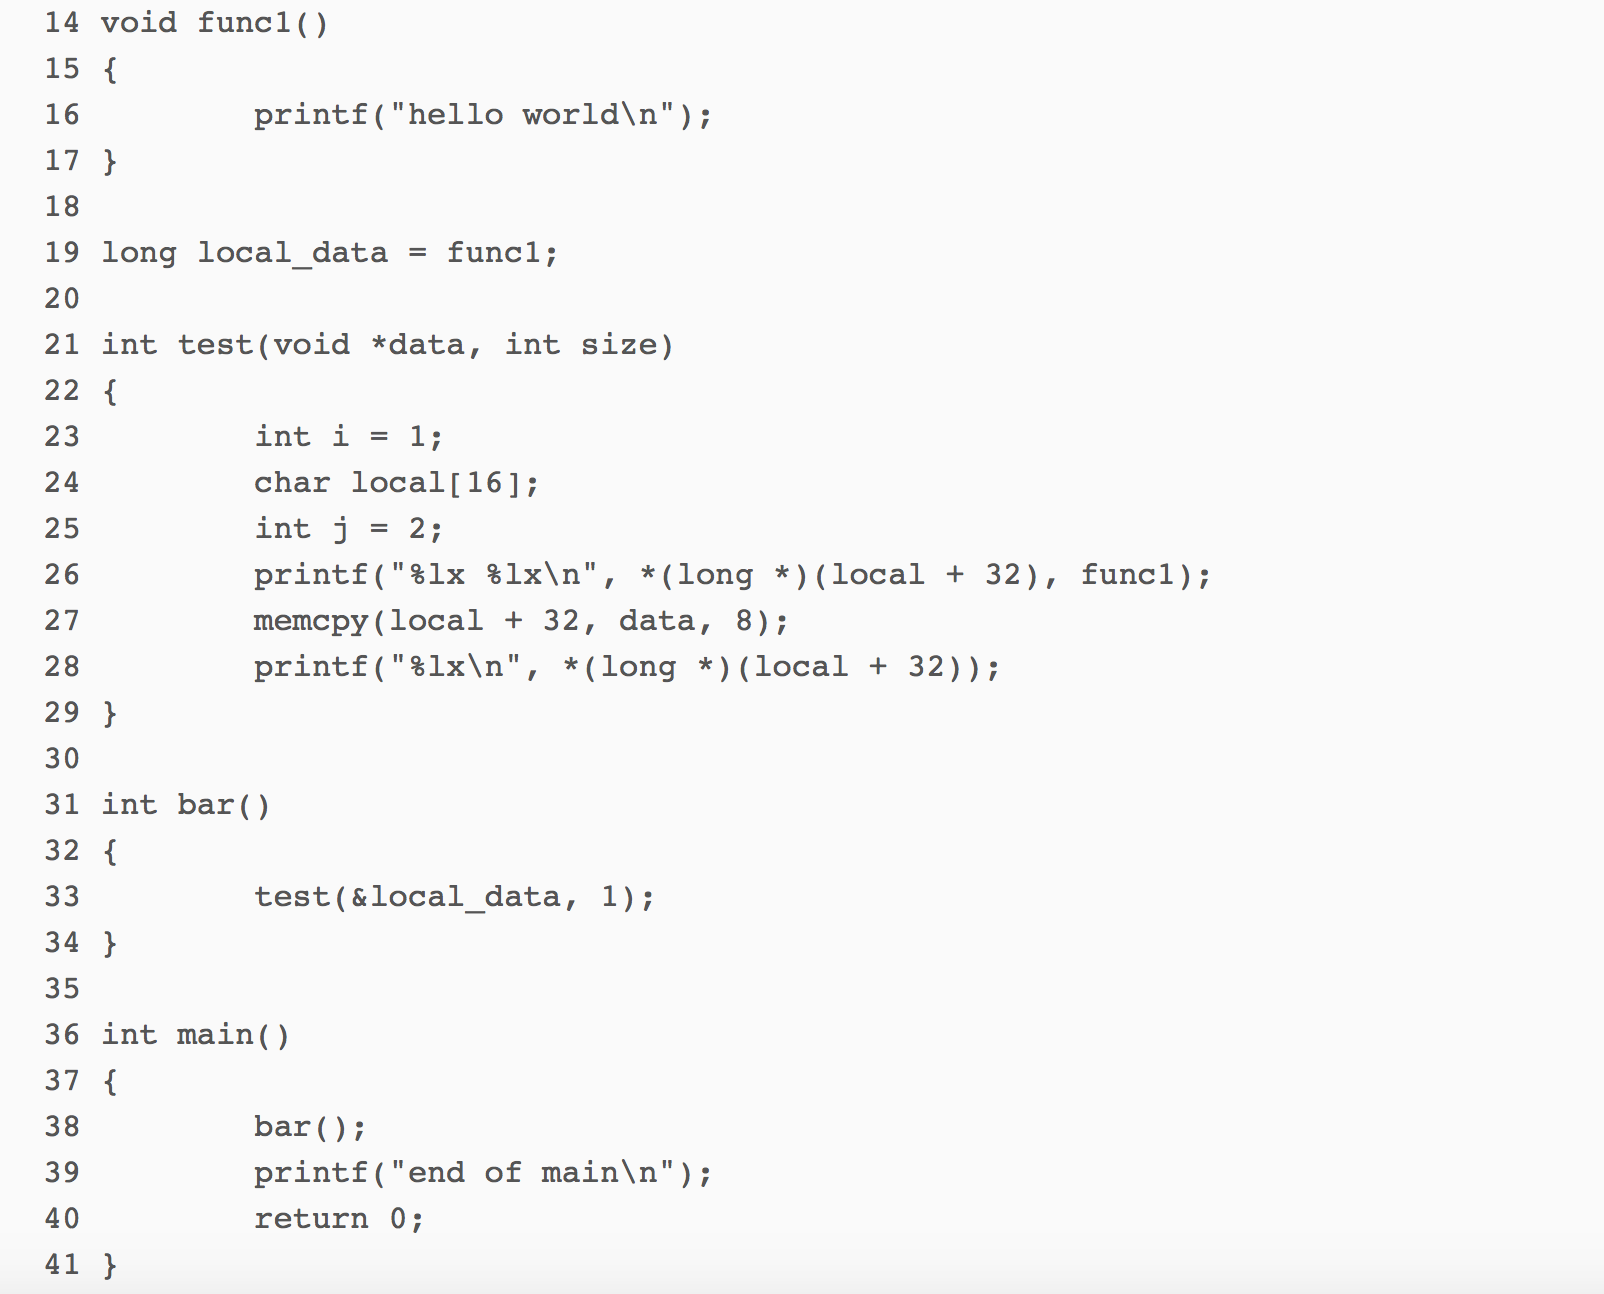 14 void func1()
15 {
16         printf("hello world\n");
17 }
18
19 long local_data = func1;
20
21 int test(void *data, int size)
22 {
23         int i = 1;
24         char local[16];
25         int j = 2;
26         printf("%lx %lx\n", *(long *)(local + 32), func1);
27         memcpy(local + 32, data, 8);
28         printf("%lx\n", *(long *)(local + 32));
29 }
30
31 int bar()
32 {
33         test(&local_data, 1);
34 }
35
36 int main()
37 {
38         bar();
39         printf("end of main\n");
40         return 0;
41 }